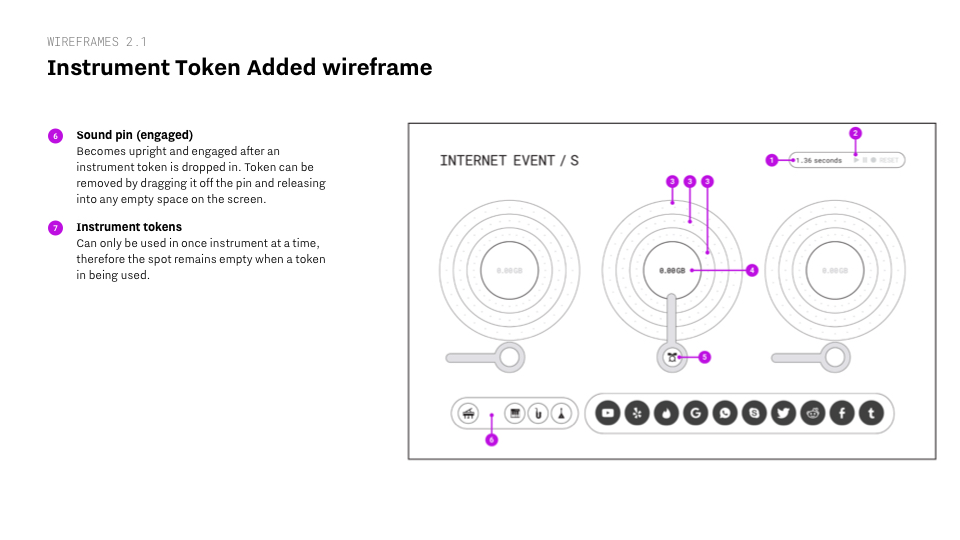 WIREFRAMES 2.1
Instrument Token Added wireframe
6
Sound pin (engaged)
Becomes upright and engaged after an
instrument token is dropped in. Token can be
removed by dragging it off the pin and releasing
into any empty space on the screen.
7
Instrument tokens
Can only be used in once instrument at a time,
therefore the spot remains empty when a token
in being used.
2
INTERNET EVENT / S
1
1.36 seconds
RESET
3 3 3
0.00GB
0.00GB
4
0.00GB
5
6